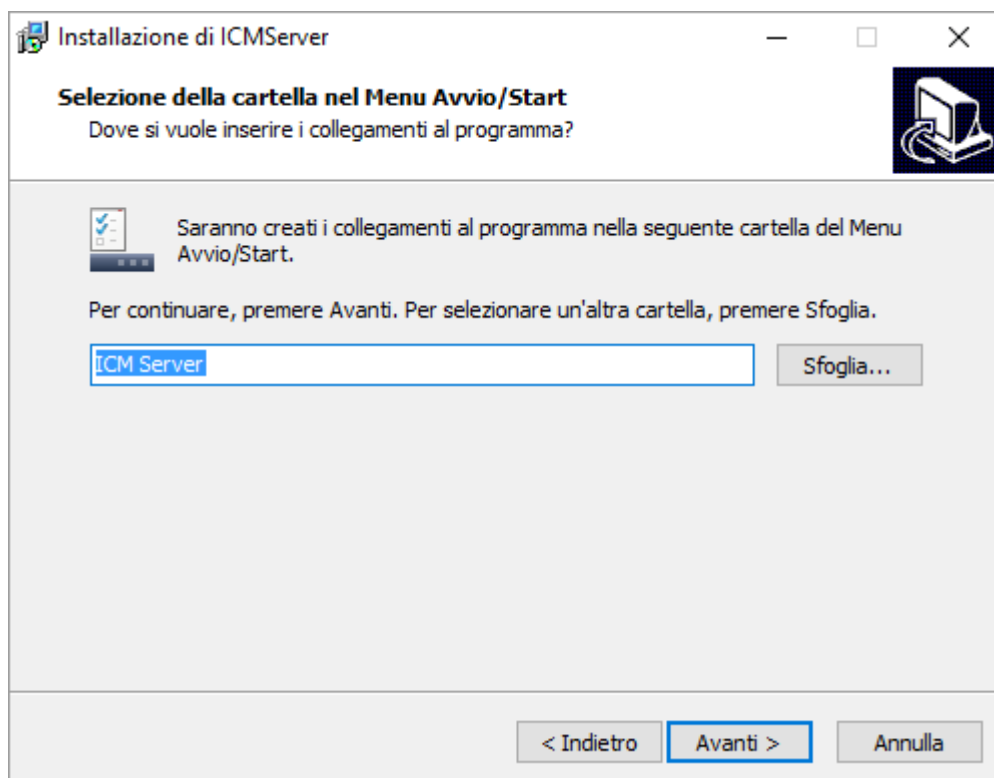 Installazione di ICMServer
Selezione della cartella nel Menu Avvio/Start
Dove si vuole inserire i collegamenti al programma?
Saranno creati i collegamenti al programma nella seguente cartella del Menu
Avvio/Start.
Per continuare, premere Avanti. Per selezionare un'altra cartella, premere Sfoglia.
ICM Server
Sfoglia...
< Indietro
Avanti >
Annulla